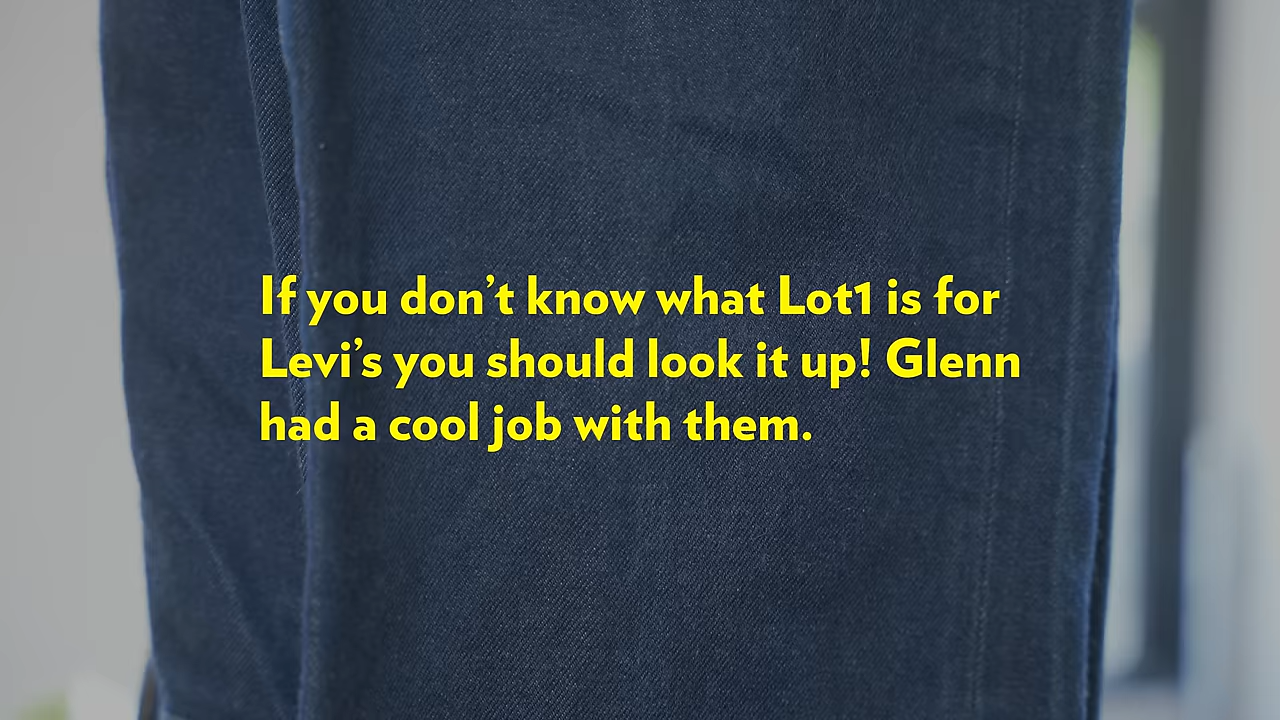 If you don’t know what Lot1 is for
Levi’s you should look it up! Glenn
had a cool job with them.